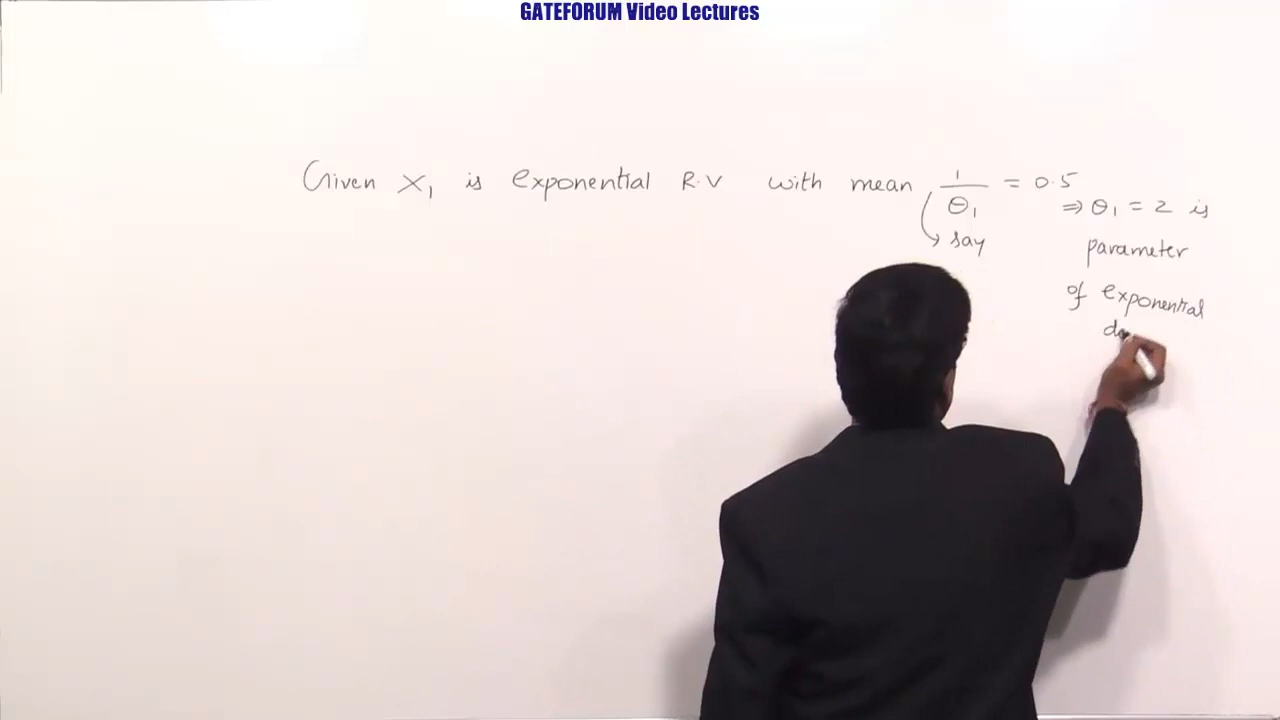 GATEFORUM Video Lectures
Given X₁ is exponential R.V with mean 1/θ₁ = 0.5
say
⇒ θ₁ = 2 is
parameter
of exponential